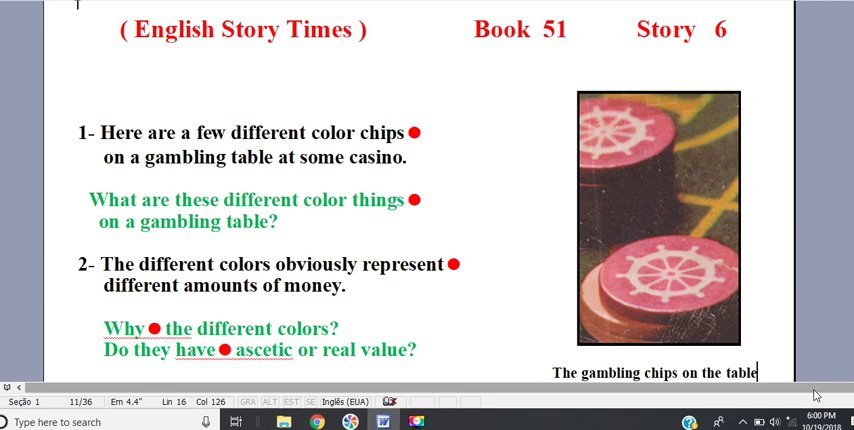 ( English Story Times ) Book 51 Story 6
1- Here are a few different color chips
on a gambling table at some casino.
What are these different color things
on a gambling table?
2- The different colors obviously represent
different amounts of money.
Why the different colors?
Do they have ascetic or real value?
The gambling chips on the table
Seção 1 11/36 Em 4.4" Lin 16 Col 126 GRA ALT EST SE Inglês (EUA)
Type here to search
6:00 PM
10/19/2018